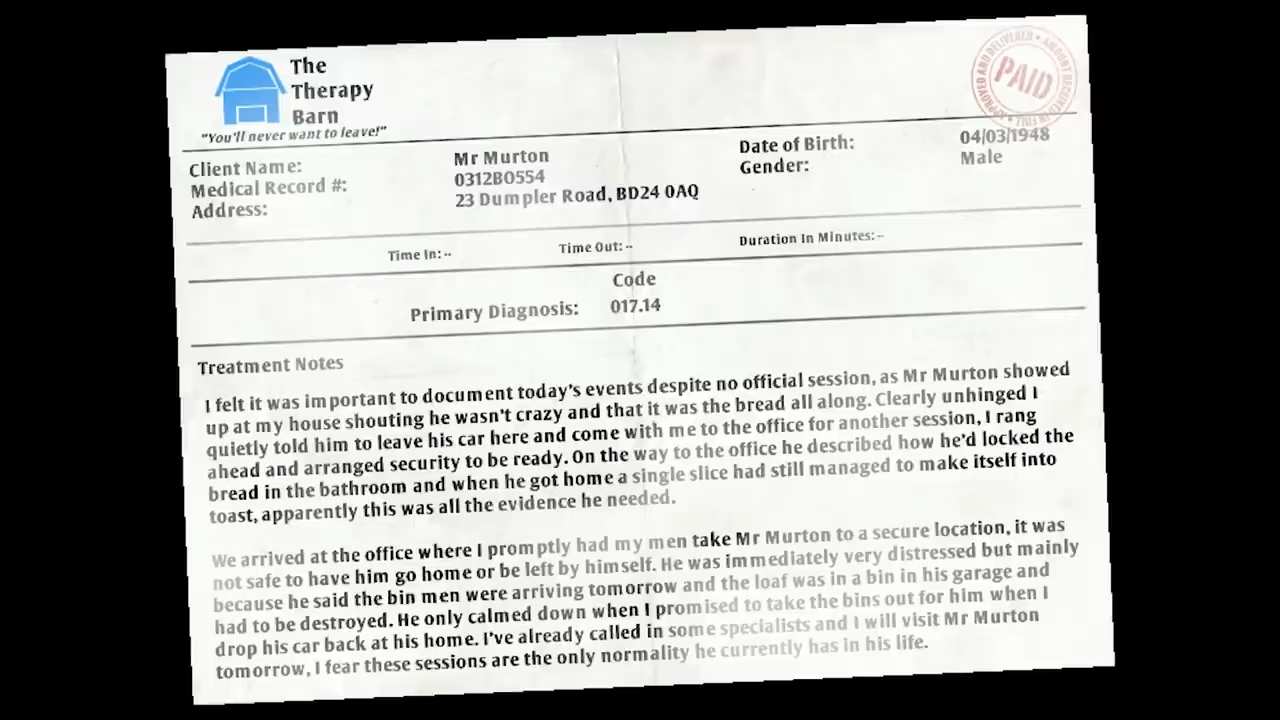 The
Therapy
Barn
"You'll never want to leave!"
APPROVED AND DELIVERED • AMOUNT RECEIVED IN FULL •
PAID
Client Name: Mr Murton Date of Birth: 04/03/1948
Medical Record #: 0312B0554 Gender: Male
Address: 23 Dumpler Road, BD24 0AQ
Time In: -- Time Out: -- Duration In Minutes: --
Code
Primary Diagnosis: 017.14
Treatment Notes
I felt it was important to document today's events despite no official session, as Mr Murton showed
up at my house shouting he wasn't crazy and that it was the bread all along. Clearly unhinged I
quietly told him to leave his car here and come with me to the office for another session, I rang
ahead and arranged security to be ready. On the way to the office he described how he'd locked the
bread in the bathroom and when he got home a single slice had still managed to make itself into
toast, apparently this was all the evidence he needed.
We arrived at the office where I promptly had my men take Mr Murton to a secure location, it was
not safe to have him go home or be left by himself. He was immediately very distressed but mainly
because he said the bin men were arriving tomorrow and the loaf was in a bin in his garage and
had to be destroyed. He only calmed down when I promised to take the bins out for him when I
drop his car back at his home. I've already called in some specialists and I will visit Mr Murton
tomorrow, I fear these sessions are the only normality he currently has in his life.